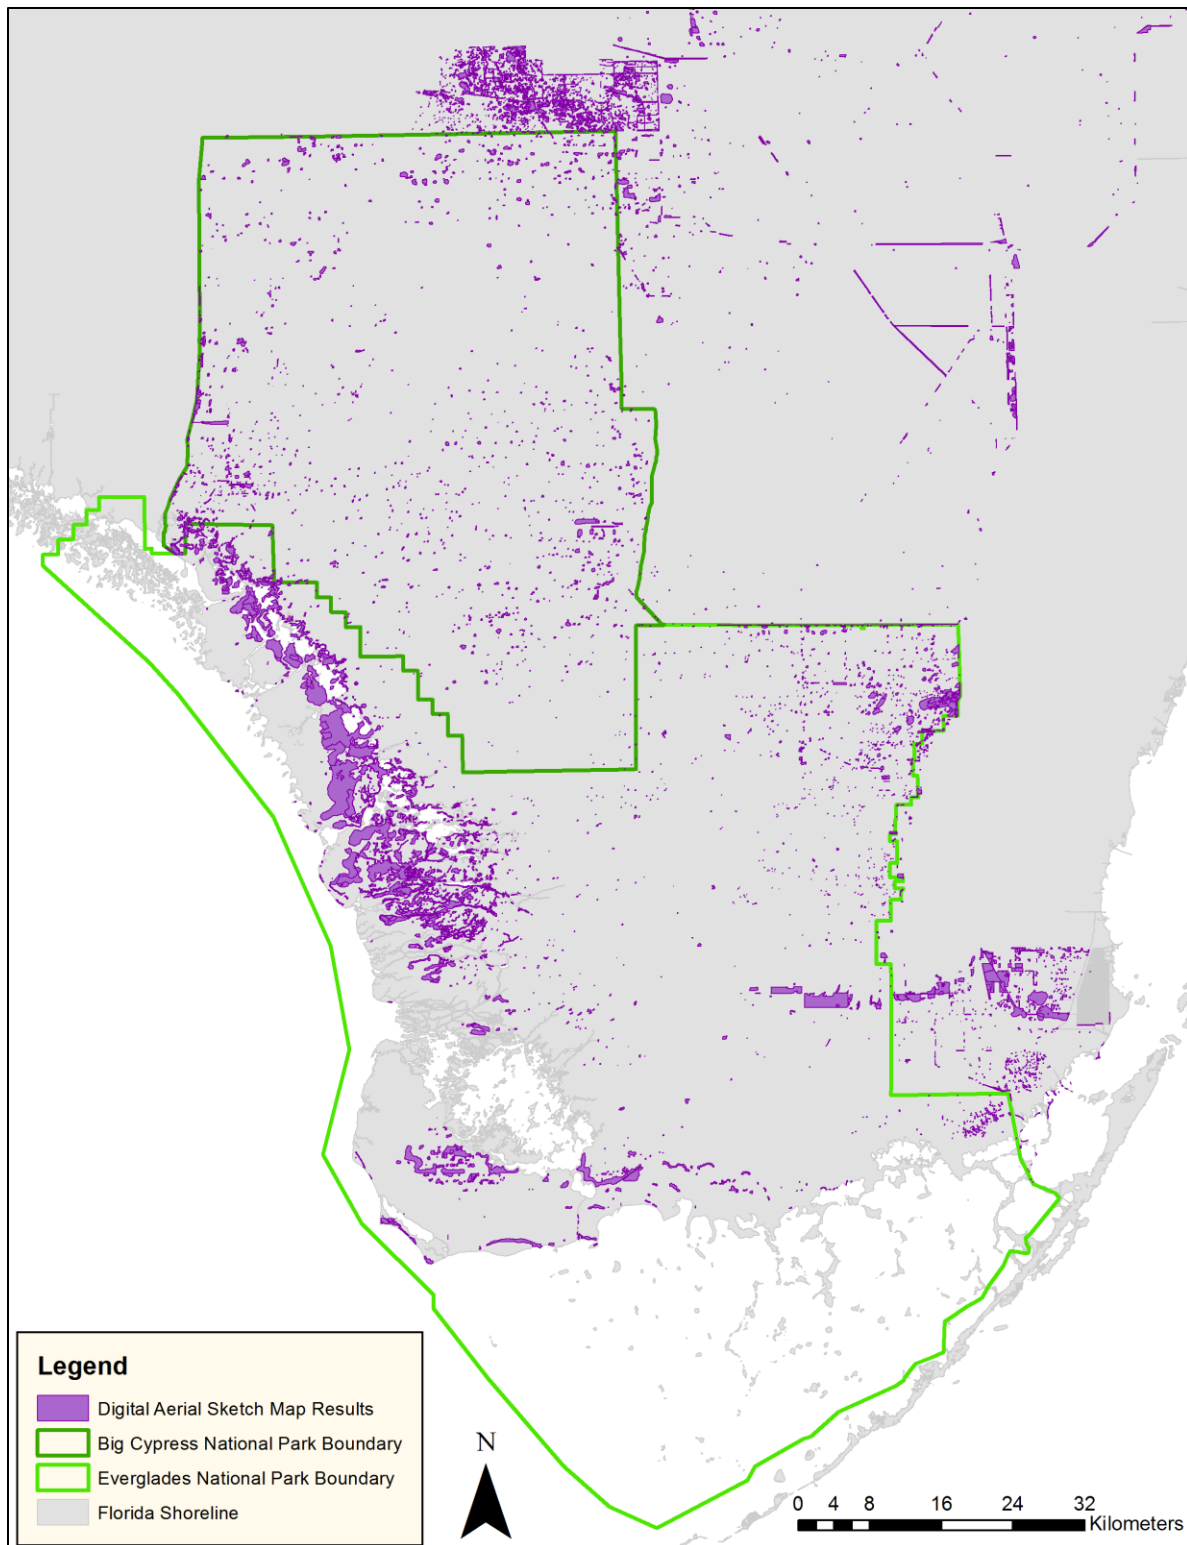 Legend
Digital Aerial Sketch Map Results
Big Cypress National Park Boundary
Everglades National Park Boundary
Florida Shoreline
N
0 4 8 16 24 32
Kilometers